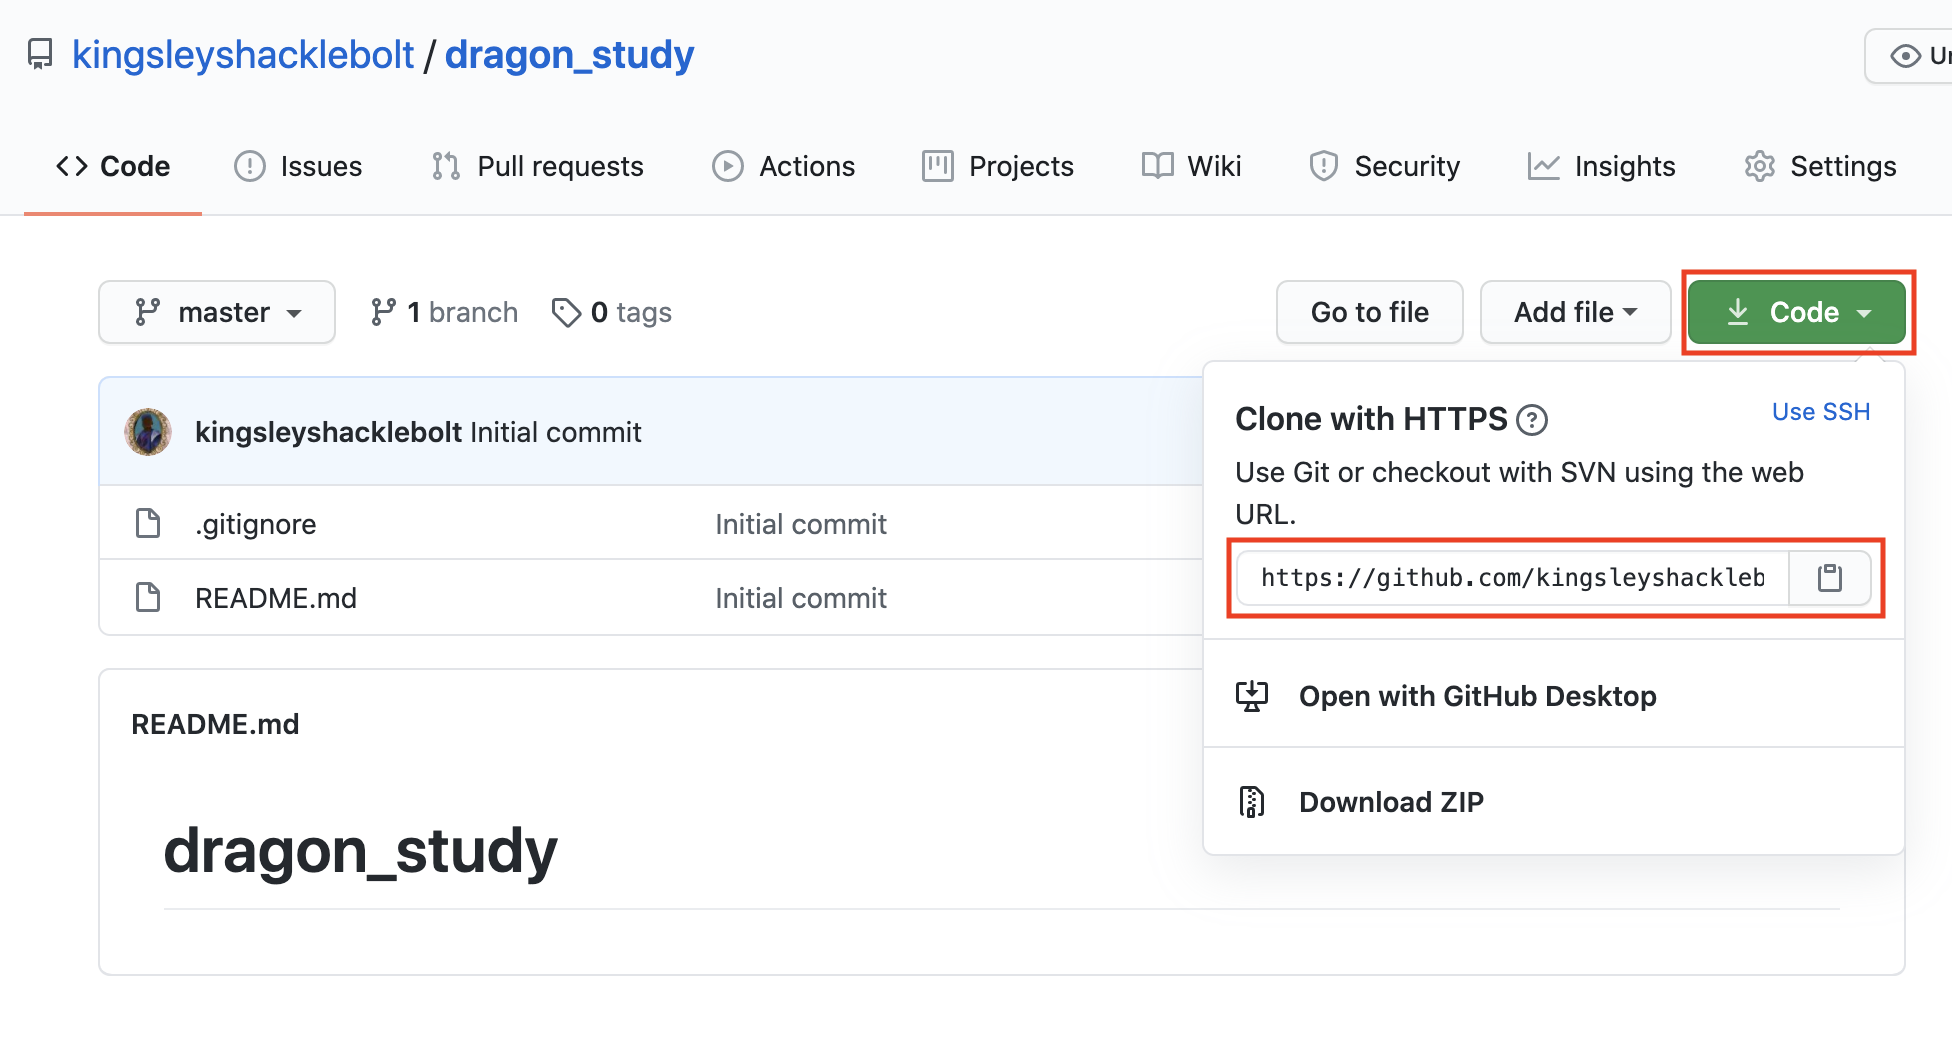 kingsleyshacklebolt / dragon_study
Code Issues Pull requests Actions Projects Wiki Security Insights Settings
master 1 branch 0 tags Go to file Add file Code
kingsleyshacklebolt Initial commit
.gitignore Initial commit
README.md Initial commit
Clone with HTTPS Use SSH
Use Git or checkout with SVN using the web
URL.
https://github.com/kingsleyshackleb
Open with GitHub Desktop
Download ZIP
README.md
dragon_study